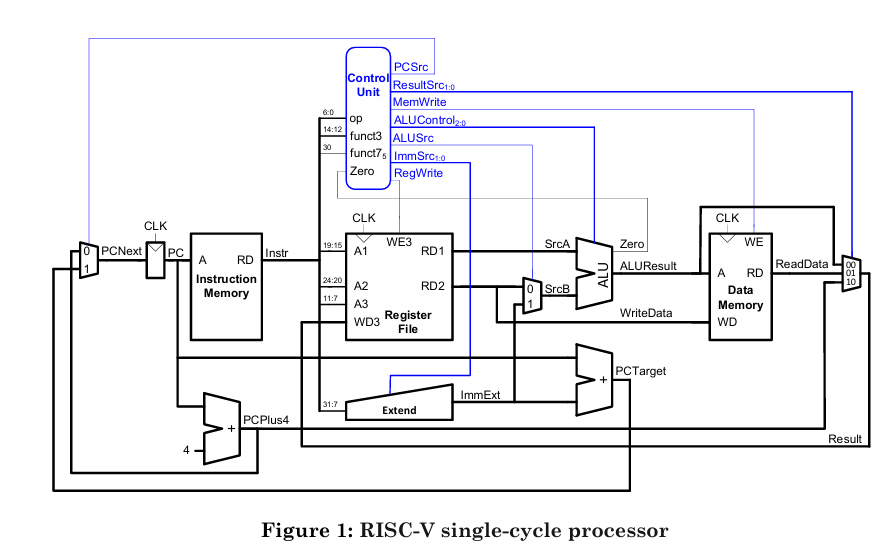 PCSrc
Control
Unit
ResultSrc1:0
MemWrite
6:0
op
ALUControl2:0
14:12
funct3
ALUSrc
30
funct75
ImmSrc1:0
Zero
RegWrite
CLK
CLK
CLK
0
1
PCNext
PC
A
RD
Instr
Instruction
Memory
19:15
A1
WE3
RD1
SrcA
Zero
WE
24:20
A2
RD2
0
1
SrcB
ALU
ALUResult
A
RD
ReadData
00
01
10
11:7
A3
WD3
Register
File
Data
Memory
WriteData
WD
+
PCTarget
31:7
Extend
ImmExt
PCPlus4
+
4
Result
Figure 1: RISC-V single-cycle processor